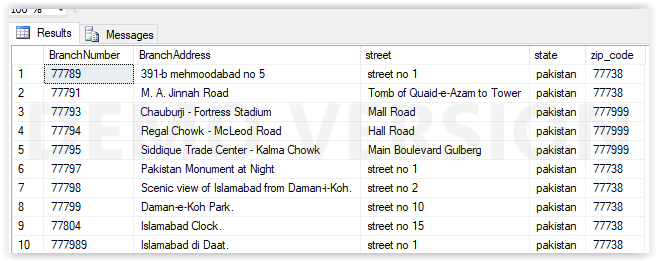 100 %
Results Messages
BranchNumber BranchAddress street state zip_code
1 77789 391-b mehmoodabad no 5 street no 1 pakistan 77738
2 77791 M. A. Jinnah Road Tomb of Quaid-e-Azam to Tower pakistan 77738
3 77793 Chauburji - Fortress Stadium Mall Road pakistan 777999
4 77794 Regal Chowk - McLeod Road Hall Road pakistan 777999
5 77795 Siddique Trade Center - Kalma Chowk Main Boulevard Gulberg pakistan 777999
6 77797 Pakistan Monument at Night street no 1 pakistan 77738
7 77798 Scenic view of Islamabad from Daman-i-Koh. street no 2 pakistan 77738
8 77799 Daman-e-Koh Park. street no 10 pakistan 77738
9 77804 Islamabad Clock. street no 15 pakistan 77738
10 777989 Islamabad di Daat. street no 1 pakistan 77738